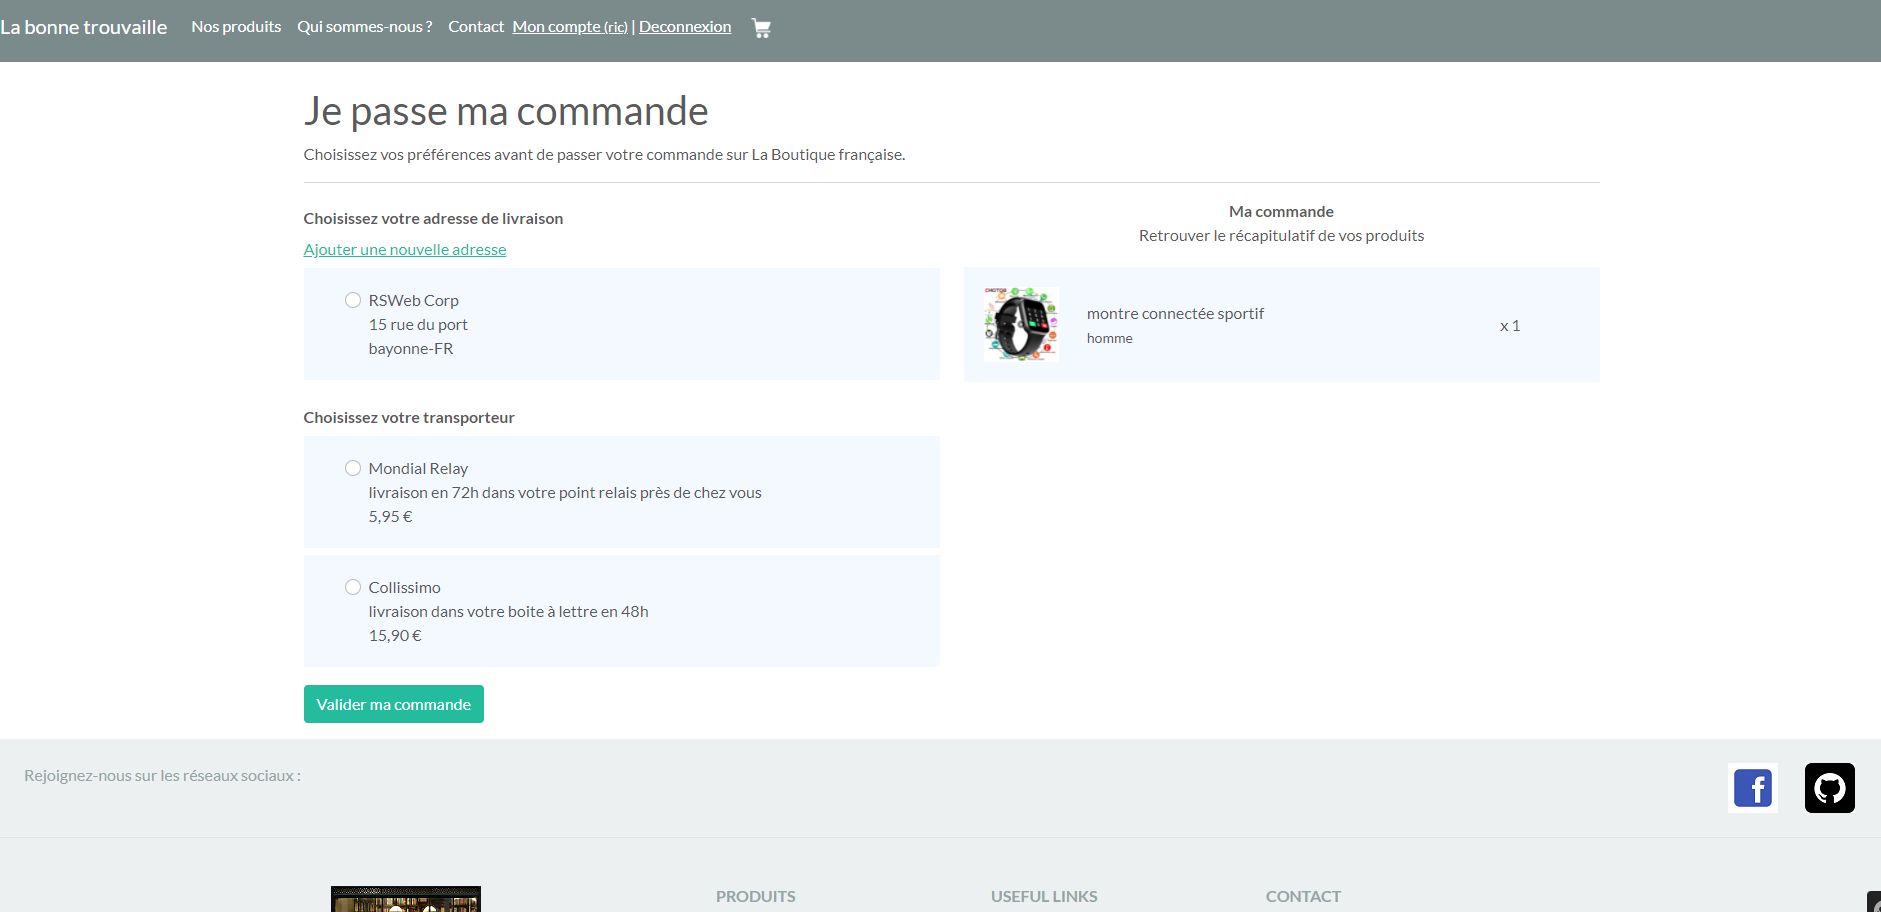 La bonne trouvaille Nos produits Qui sommes-nous ? Contact Mon compte (ric) | Deconnexion
Je passe ma commande
Choisissez vos préférences avant de passer votre commande sur La Boutique française.
Choisissez votre adresse de livraison
Ajouter une nouvelle adresse
RSWeb Corp
15 rue du port
bayonne-FR
Choisissez votre transporteur
Mondial Relay
livraison en 72h dans votre point relais près de chez vous
5,95 €
Collissimo
livraison dans votre boite à lettre en 48h
15,90 €
Valider ma commande
Ma commande
Retrouver le récapitulatif de vos produits
montre connectée sportif
homme
x 1
Rejoignez-nous sur les réseaux sociaux :
PRODUITS
USEFUL LINKS
CONTACT